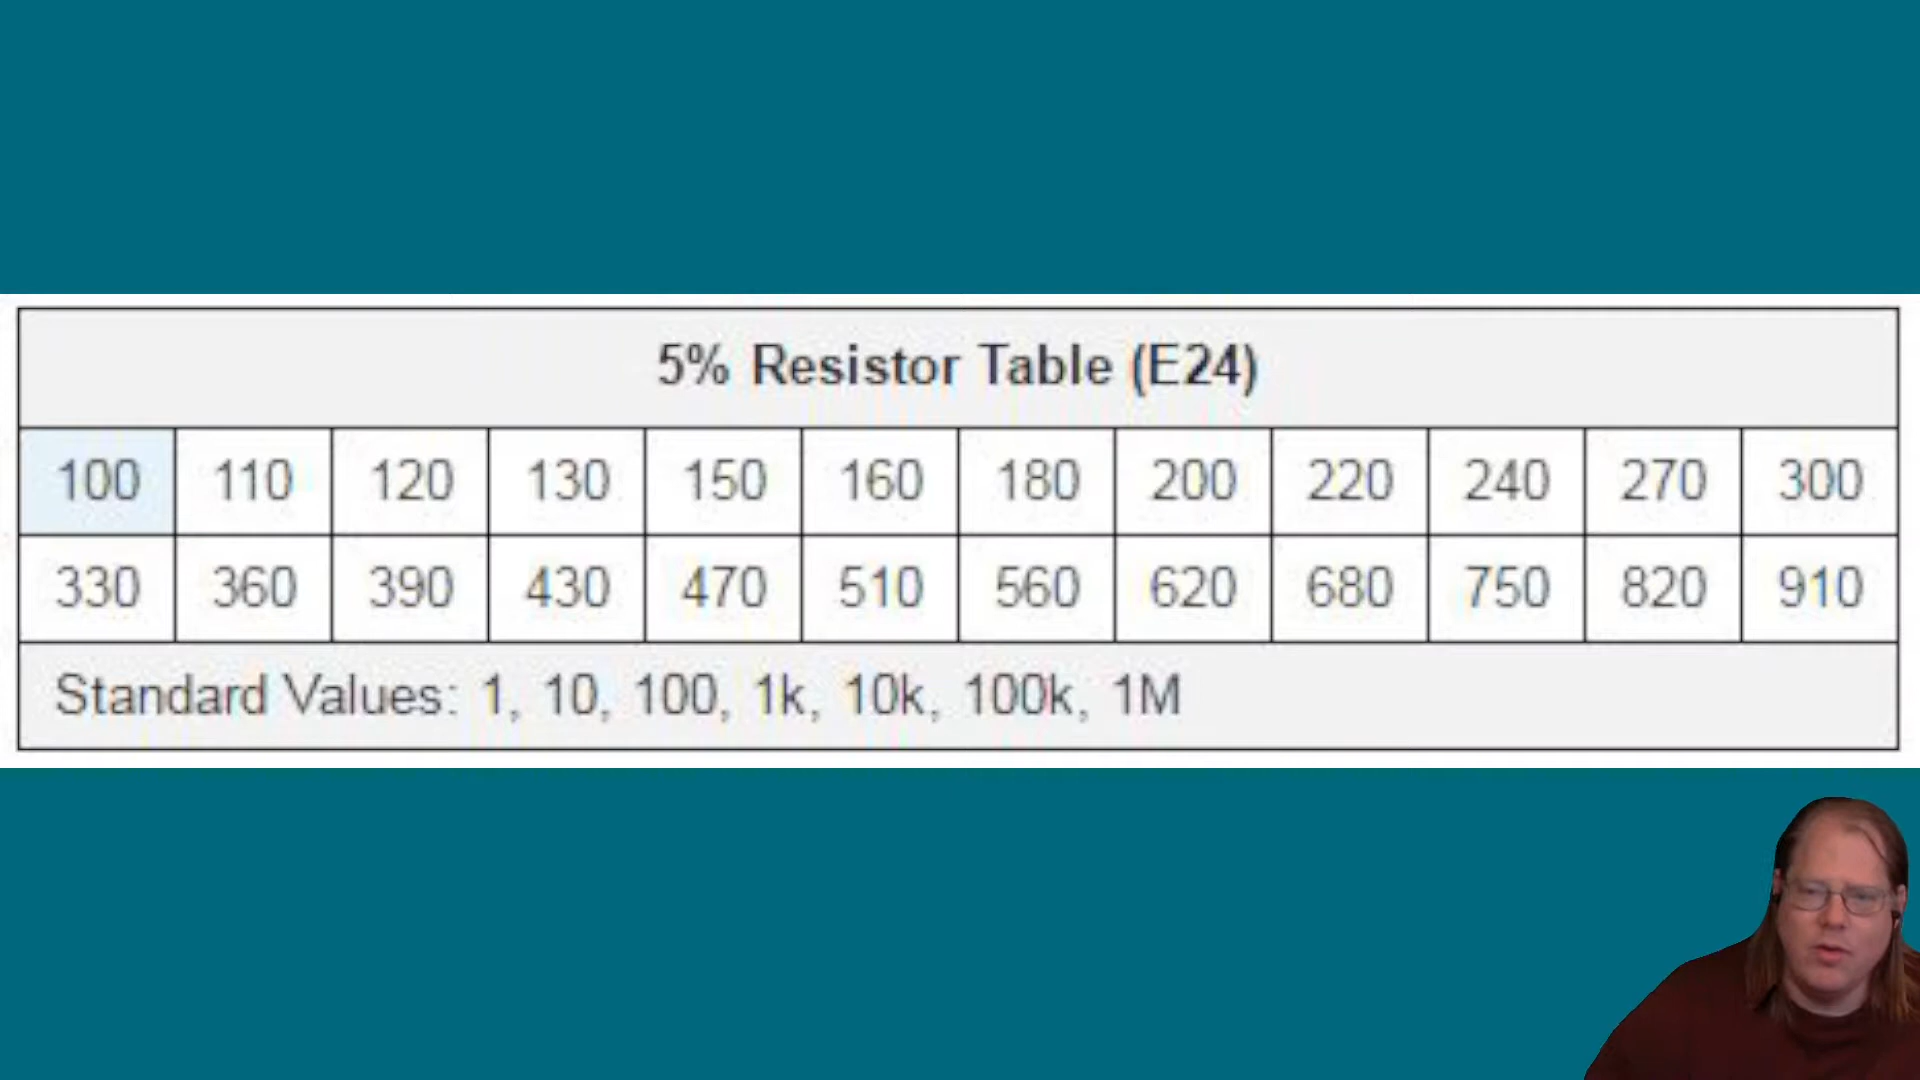 5% Resistor Table (E24)
100 110 120 130 150 160 180 200 220 240 270 300
330 360 390 430 470 510 560 620 680 750 820 910
Standard Values: 1, 10, 100, 1k, 10k, 100k, 1M